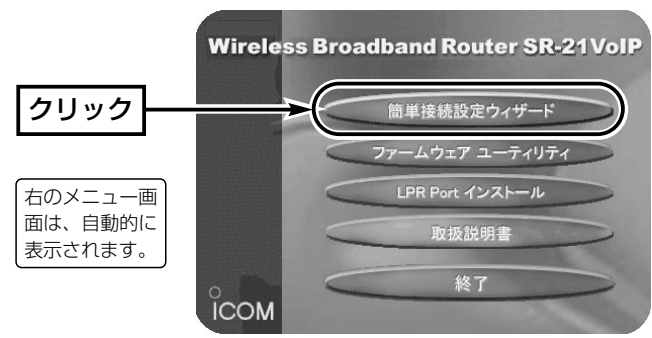 Wireless Broadband Router SR-21VoIP
クリック
簡単接続設定ウィザード
ファームウェア ユーティリティ
LPR Port インストール
右のメニュー画
面は、自動的に
表示されます。
取扱説明書
終了
ICOM